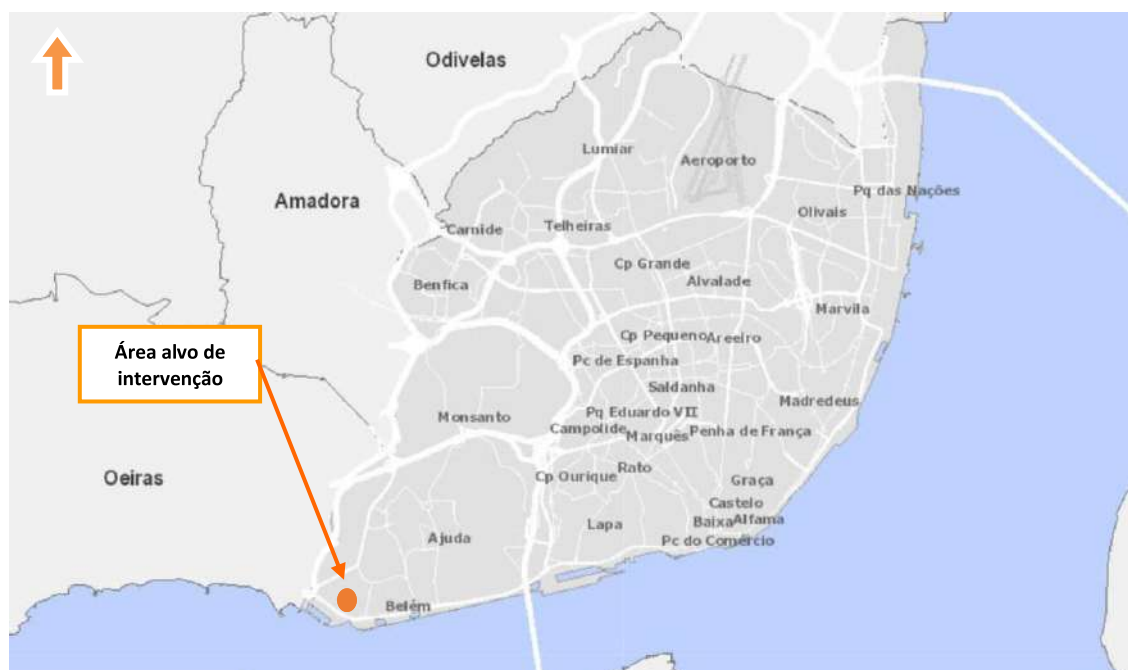 Odivelas
Lumiar
Aeroporto
Pq das Nações
Amadora
Olivais
Carnide
Telheiras
Cp Grande
Benfica
Alvalade
Marvila
Cp Pequeno
Areeiro
Área alvo de
intervenção
Pc de Espanha
Saldanha
Madredeus
Monsanto
Pq Eduardo VII
Campolide
Marquês
Penha de França
Oeiras
Cp Ourique
Rato
Graça
Castelo
Lapa
Baixa
Alfama
Ajuda
Pc do Comércio
Belém